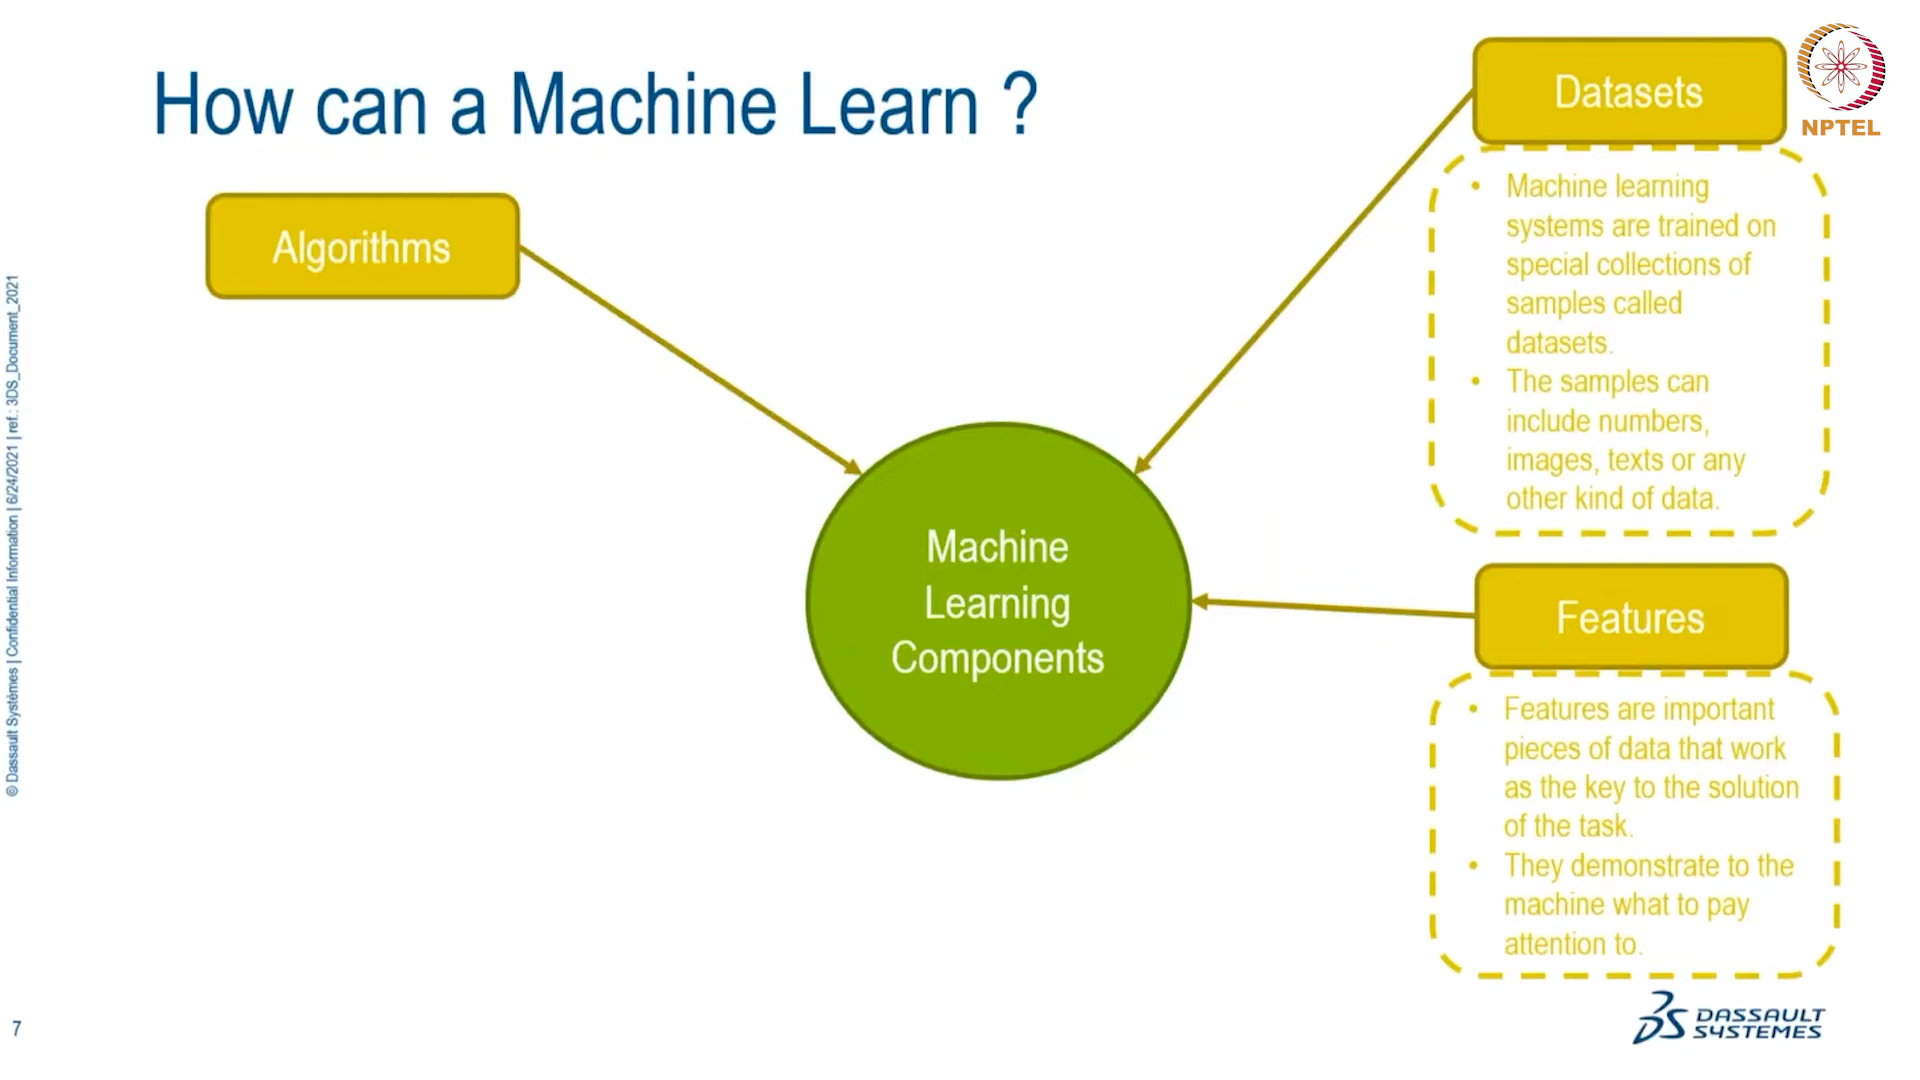 How can a Machine Learn ?
Algorithms
Machine
Learning
Components
Datasets
NPTEL
• Machine learning
systems are trained on
special collections of
samples called
datasets.
• The samples can
include numbers,
images, texts or any
other kind of data.
Features
• Features are important
pieces of data that work
as the key to the solution
of the task.
• They demonstrate to the
machine what to pay
attention to.
© Dassault Systèmes | Confidential Information | 6/24/2021 | ref.: 3DS_Document_2021
7
DASSAULT
SYSTEMES